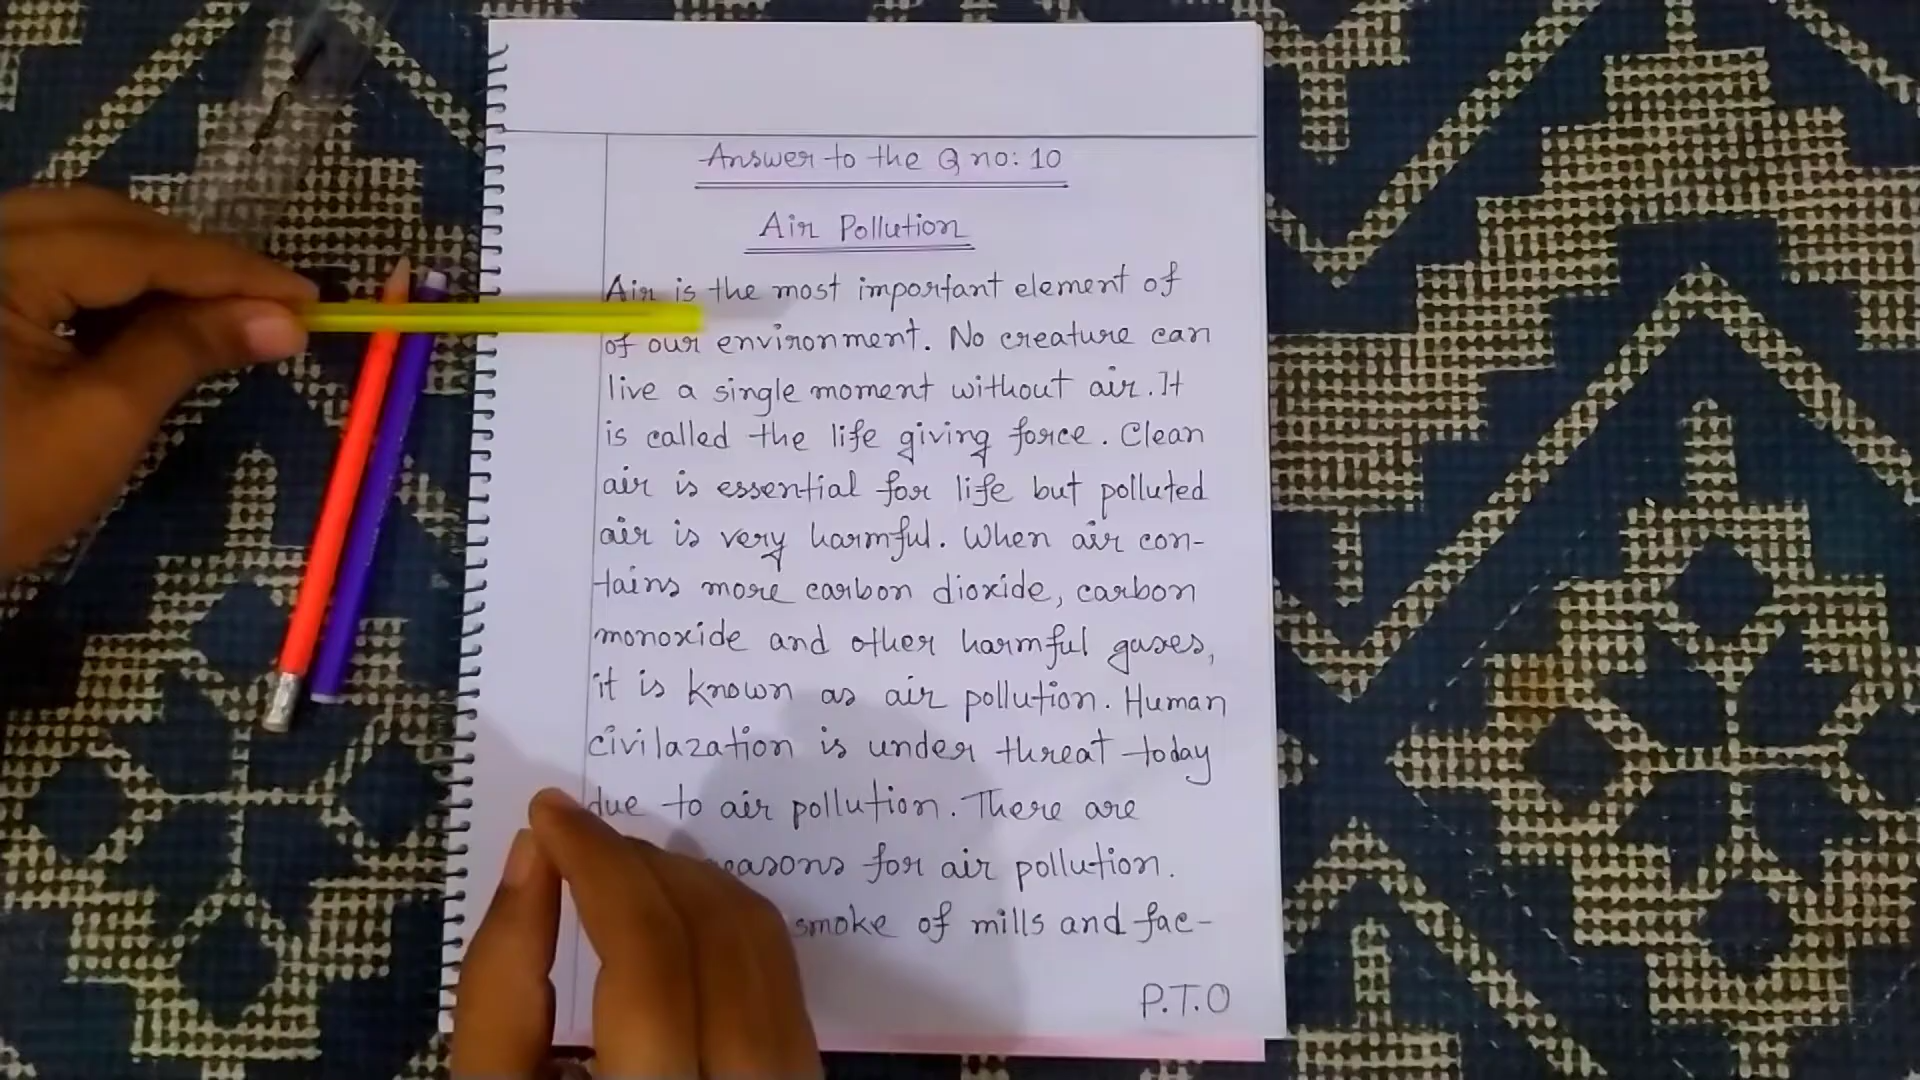 Answer to the Q no: 10
Air Pollution
Air is the most important element of
of our environment. No creature can
live a single moment without air. It
is called the life giving force. Clean
air is essential for life but polluted
air is very harmful. When air con-
tains more carbon dioxide, carbon
monoxide and other harmful gases,
it is known as air pollution. Human
civilazation is under threat today
due to air pollution. There are
for air pollution.
smoke of mills and fac-
P.T.O